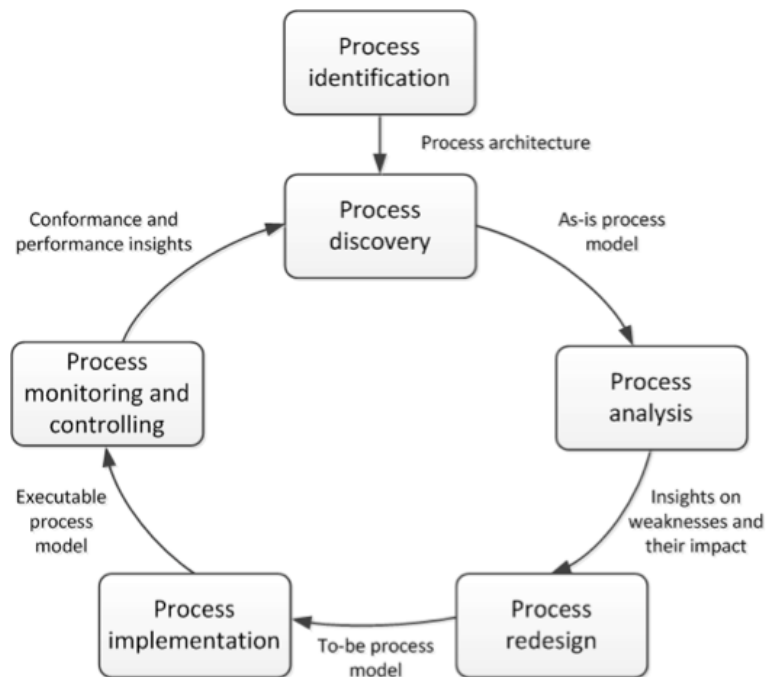 Process
identification
Process architecture
Process
discovery
Conformance and
performance insights
As-is process
model
Process
monitoring and
controlling
Process
analysis
Executable
process
model
Insights on
weaknesses and
their impact
Process
implementation
To-be process
model
Process
redesign